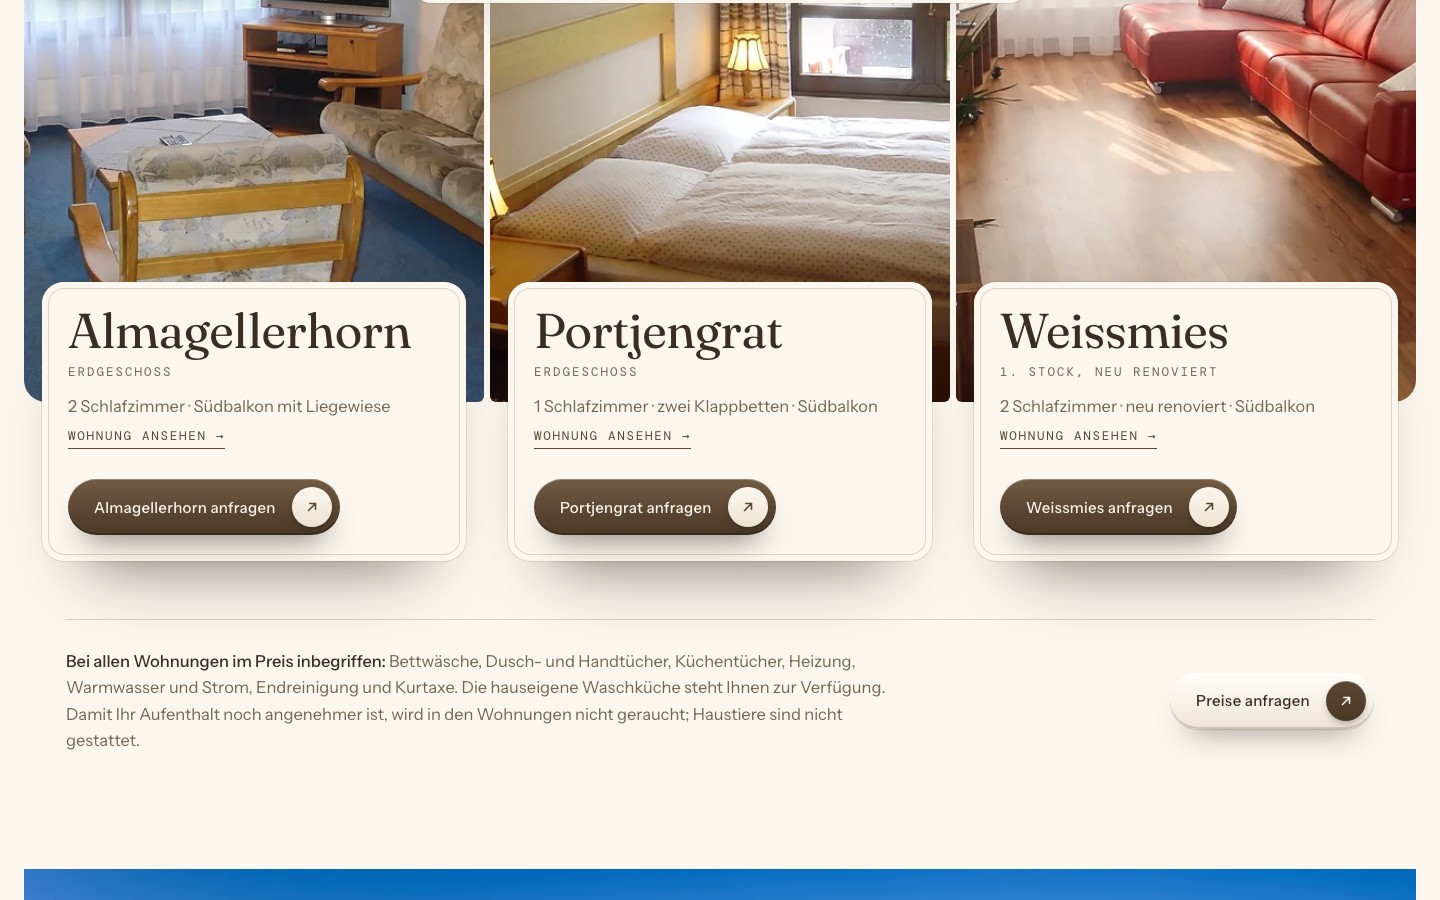 Almagellerhorn
ERDGESCHOSS
2 Schlafzimmer · Südbalkon mit Liegewiese
WOHNUNG ANSEHEN →
Almagellerhorn anfragen
Portjengrat
ERDGESCHOSS
1 Schlafzimmer · zwei Klappbetten · Südbalkon
WOHNUNG ANSEHEN →
Portjengrat anfragen
Weissmies
1. STOCK, NEU RENOVIERT
2 Schlafzimmer · neu renoviert · Südbalkon
WOHNUNG ANSEHEN →
Weissmies anfragen
Bei allen Wohnungen im Preis inbegriffen: Bettwäsche, Dusch- und Handtücher, Küchentücher, Heizung,
Warmwasser und Strom, Endreinigung und Kurtaxe. Die hauseigene Waschküche steht Ihnen zur Verfügung.
Damit Ihr Aufenthalt noch angenehmer ist, wird in den Wohnungen nicht geraucht; Haustiere sind nicht
gestattet.
Preise anfragen